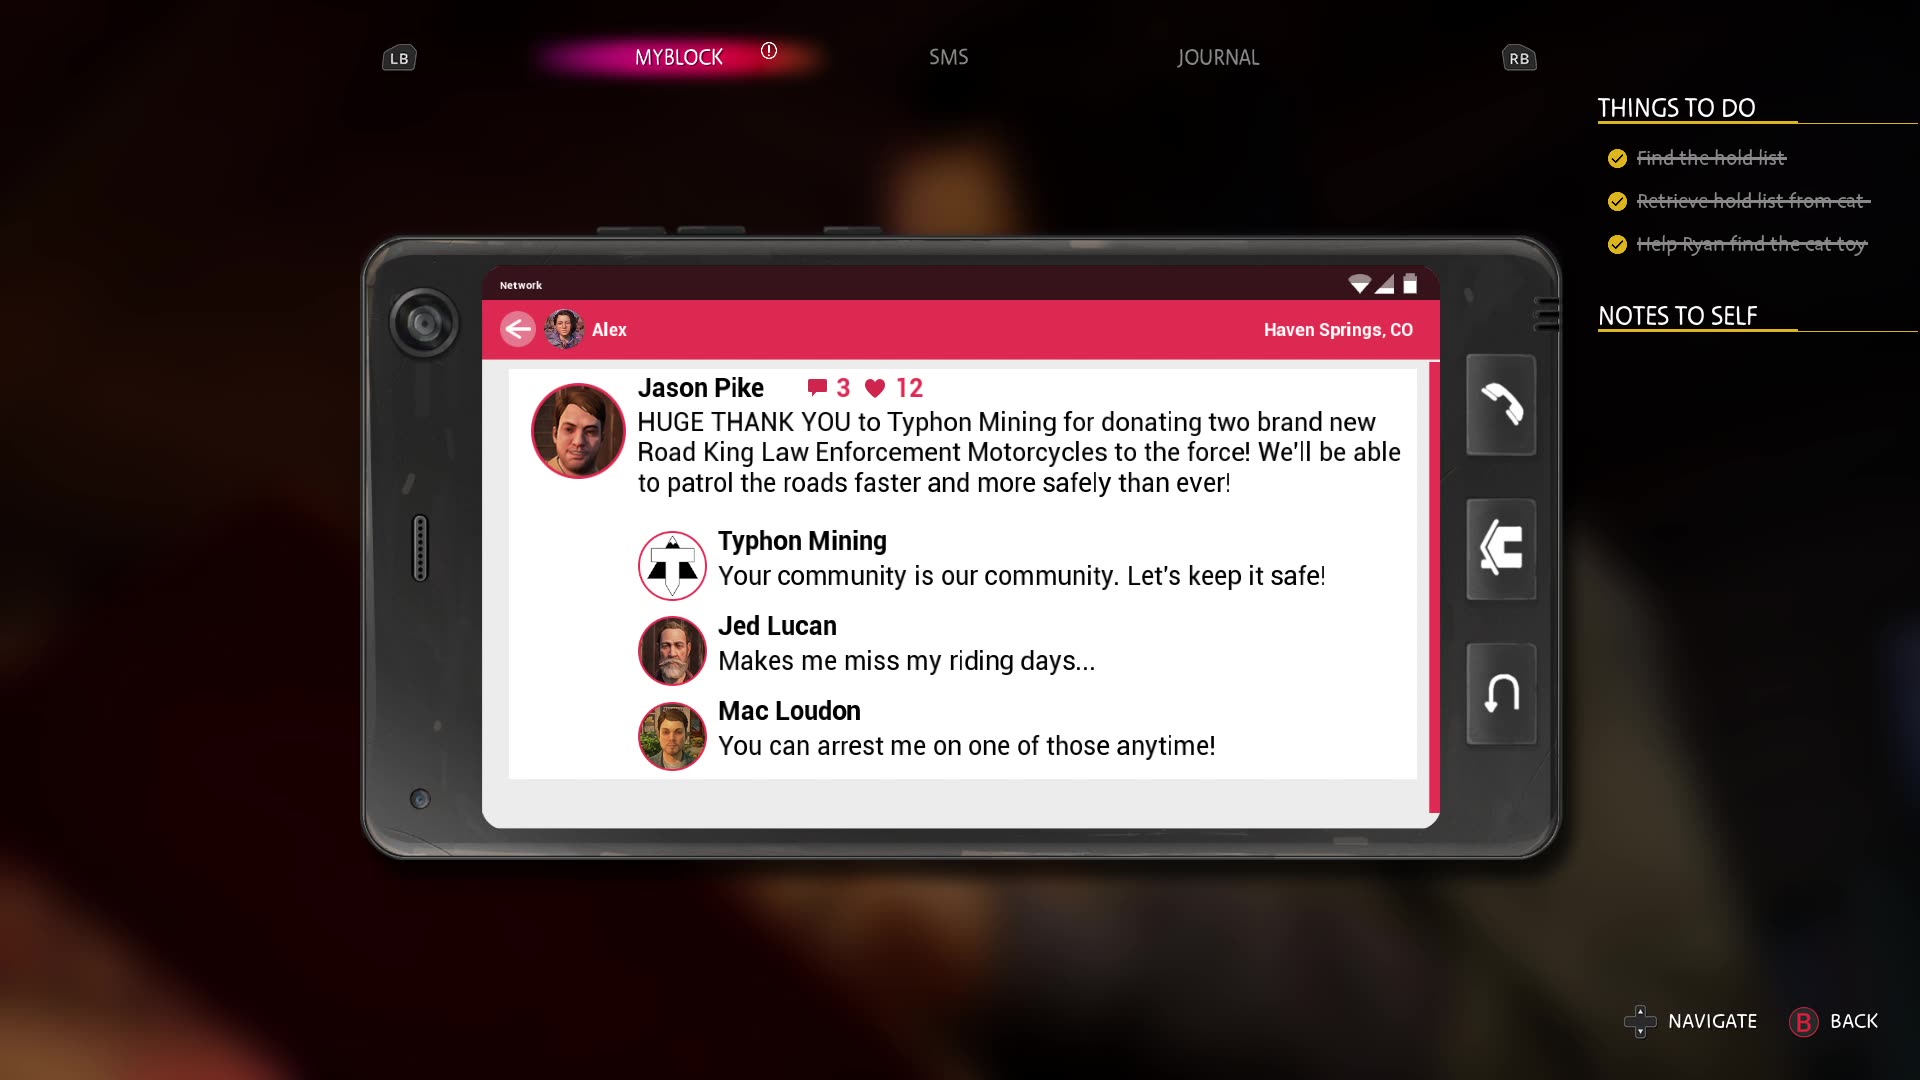 LB
MYBLOCK
SMS
JOURNAL
RB
THINGS TO DO
Find the hold list
Retrieve hold list from cat
Help Ryan find the cat toy
NOTES TO SELF
Network
Alex
Haven Springs, CO
Jason Pike 3 12
HUGE THANK YOU to Typhon Mining for donating two brand new
Road King Law Enforcement Motorcycles to the force! We'll be able
to patrol the roads faster and more safely than ever!
Typhon Mining
Your community is our community. Let's keep it safe!
Jed Lucan
Makes me miss my riding days...
Mac Loudon
You can arrest me on one of those anytime!
NAVIGATE
B BACK